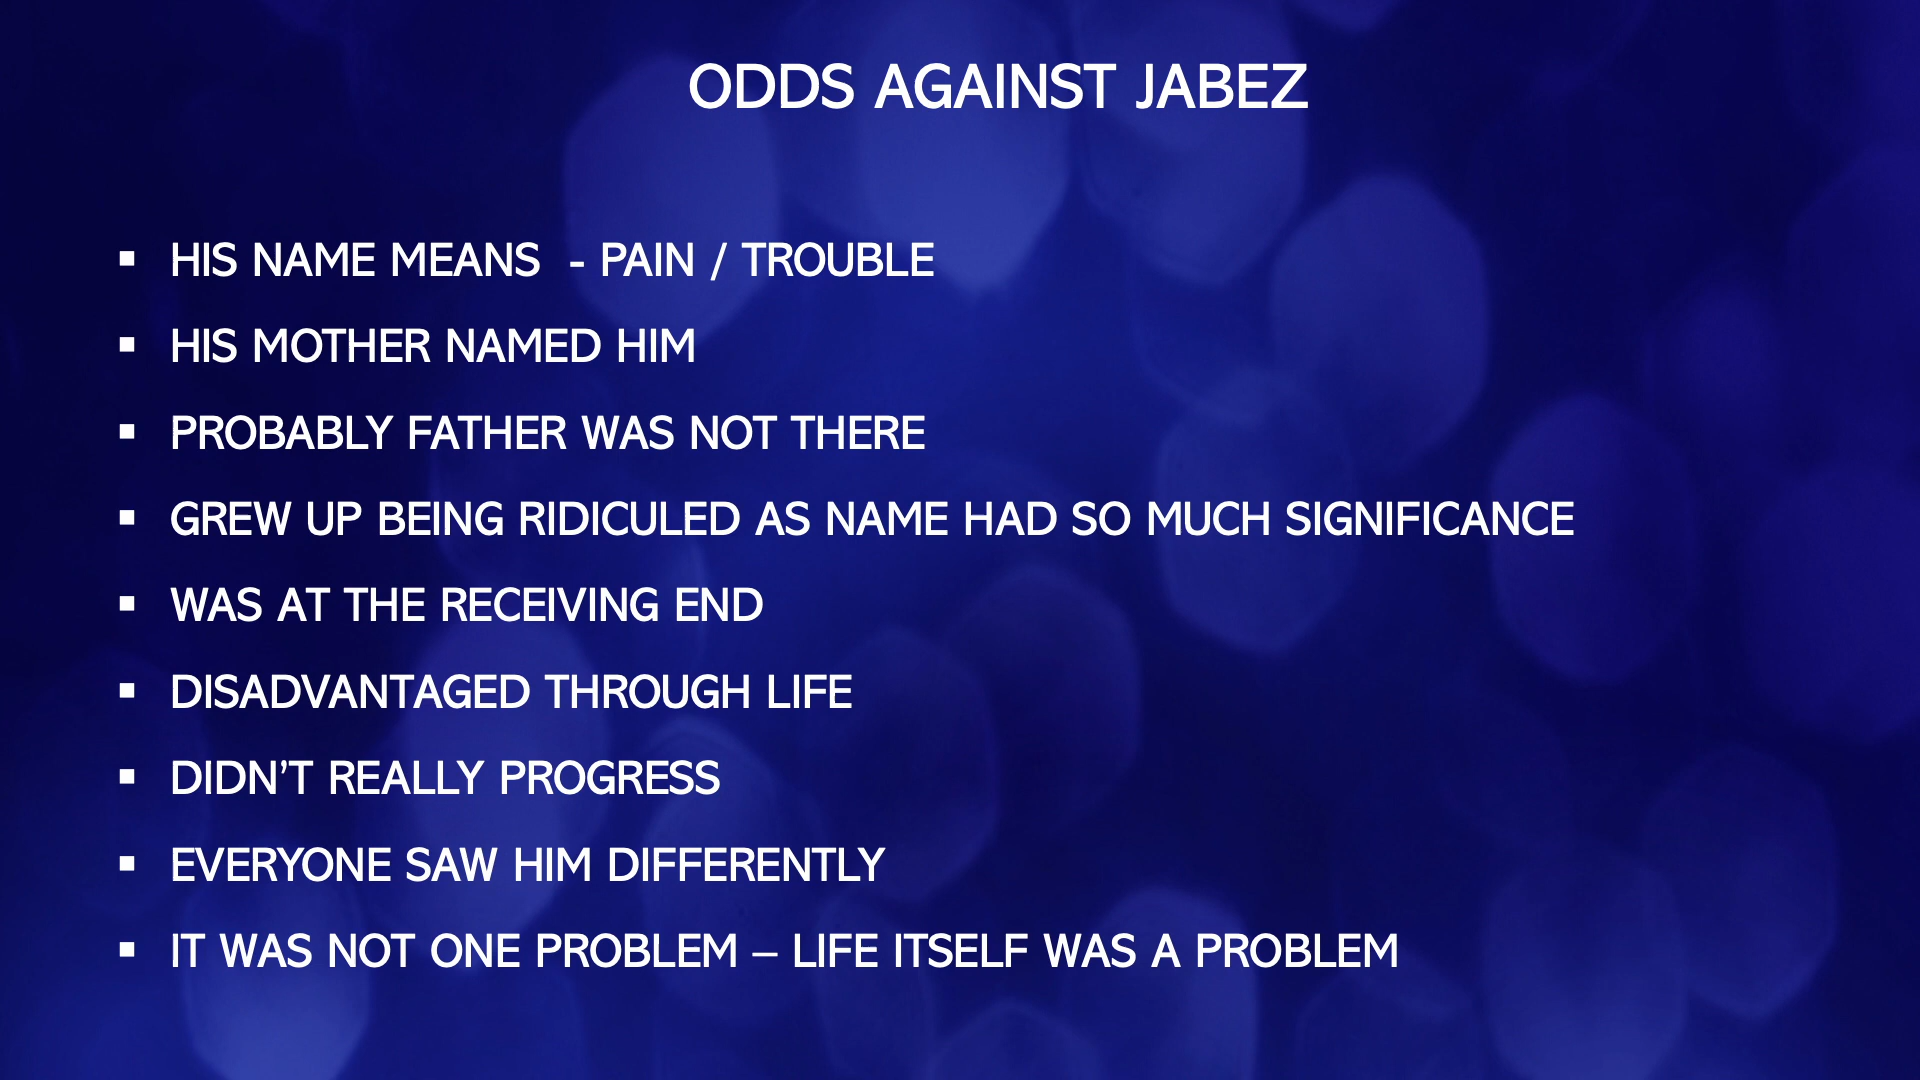 ODDS AGAINST JABEZ
▪ HIS NAME MEANS  - PAIN / TROUBLE
▪ HIS MOTHER NAMED HIM
▪ PROBABLY FATHER WAS NOT THERE
▪ GREW UP BEING RIDICULED AS NAME HAD SO MUCH SIGNIFICANCE
▪ WAS AT THE RECEIVING END
▪ DISADVANTAGED THROUGH LIFE
▪ DIDN’T REALLY PROGRESS
▪ EVERYONE SAW HIM DIFFERENTLY
▪ IT WAS NOT ONE PROBLEM – LIFE ITSELF WAS A PROBLEM